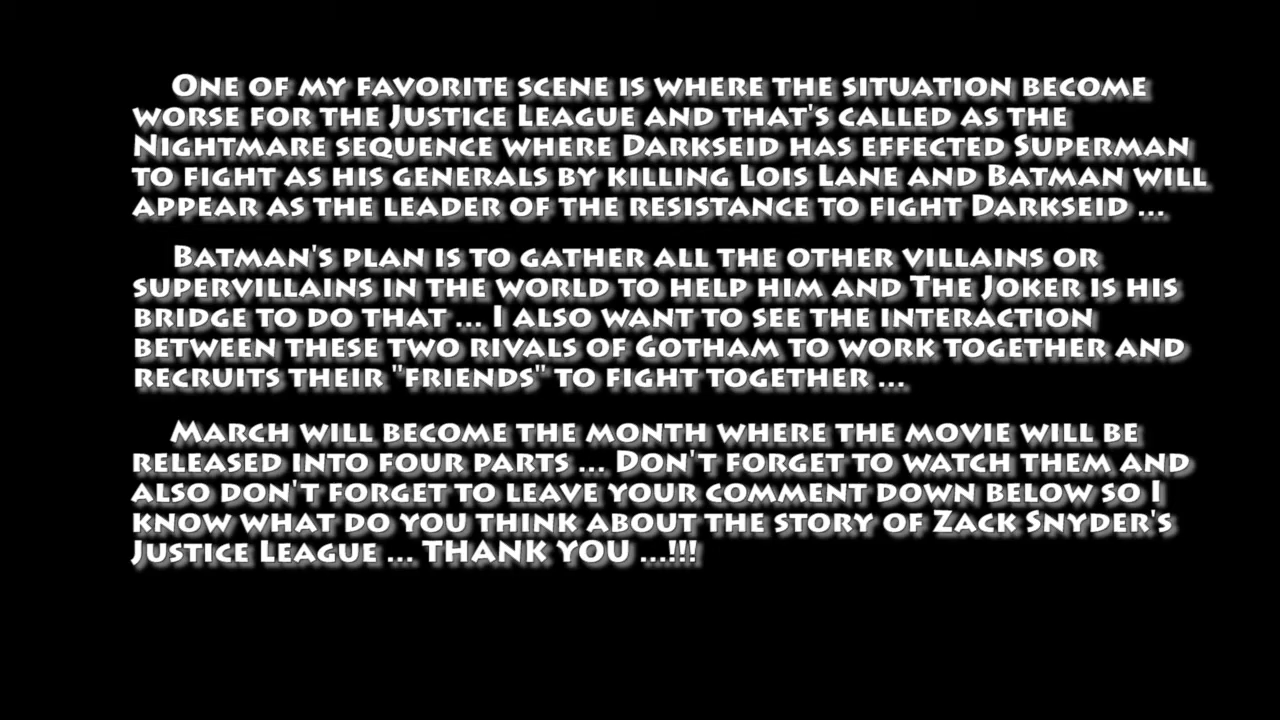 One of my favorite scene is where the situation become
worse for the Justice League and that's called as the
Nightmare sequence where Darkseid has effected Superman
to fight as his generals by killing Lois Lane and Batman will
appear as the leader of the resistance to fight Darkseid ...
Batman's plan is to gather all the other villains or
supervillains in the world to help him and The Joker is his
bridge to do that ... I also want to see the interaction
between these two rivals of Gotham to work together and
recruits their "friends" to fight together ...
March will become the month where the movie will be
released into four parts ... Don't forget to watch them and
also don't forget to leave your comment down below so I
know what do you think about the story of Zack Snyder's
Justice League ... THANK YOU ...!!!